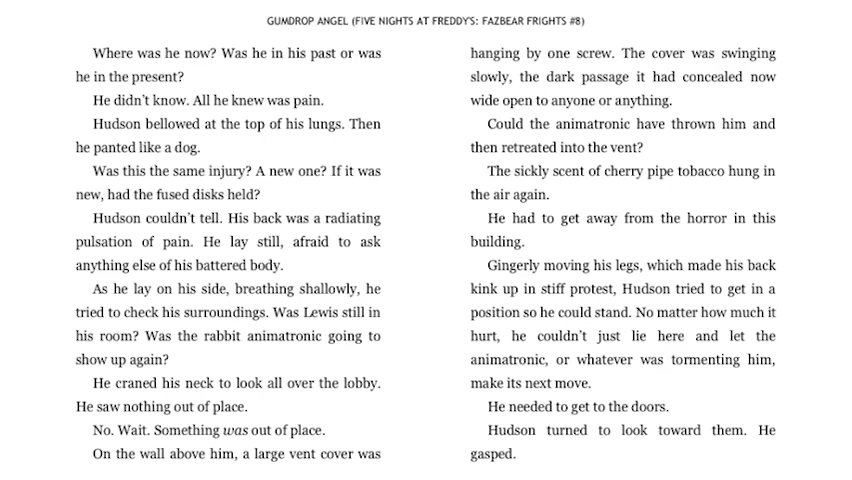 GUMDROP ANGEL (FIVE NIGHTS AT FREDDY'S: FAZBEAR FRIGHTS #8)
Where was he now? Was he in his past or was
he in the present?
He didn't know. All he knew was pain.
Hudson bellowed at the top of his lungs. Then
he panted like a dog.
Was this the same injury? A new one? If it was
new, had the fused disks held?
Hudson couldn't tell. His back was a radiating
pulsation of pain. He lay still, afraid to ask
anything else of his battered body.
As he lay on his side, breathing shallowly, he
tried to check his surroundings. Was Lewis still in
his room? Was the rabbit animatronic going to
show up again?
He craned his neck to look all over the lobby.
He saw nothing out of place.
No. Wait. Something was out of place.
On the wall above him, a large vent cover was
hanging by one screw. The cover was swinging
slowly, the dark passage it had concealed now
wide open to anyone or anything.
Could the animatronic have thrown him and
then retreated into the vent?
The sickly scent of cherry pipe tobacco hung in
the air again.
He had to get away from the horror in this
building.
Gingerly moving his legs, which made his back
kink up in stiff protest, Hudson tried to get in a
position so he could stand. No matter how much it
hurt, he couldn't just lie here and let the
animatronic, or whatever was tormenting him,
make its next move.
He needed to get to the doors.
Hudson turned to look toward them. He
gasped.